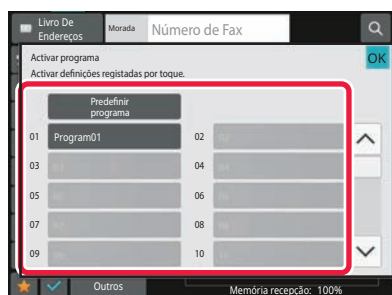 Livro De
Endereços
Morada
Número de Fax
Activar programa
Activar definições registadas por toque.
OK
Predefinir
programa
01 Program01 02
03 04
05 06
07 08
09 10
Outros
Memória recepção: 100%